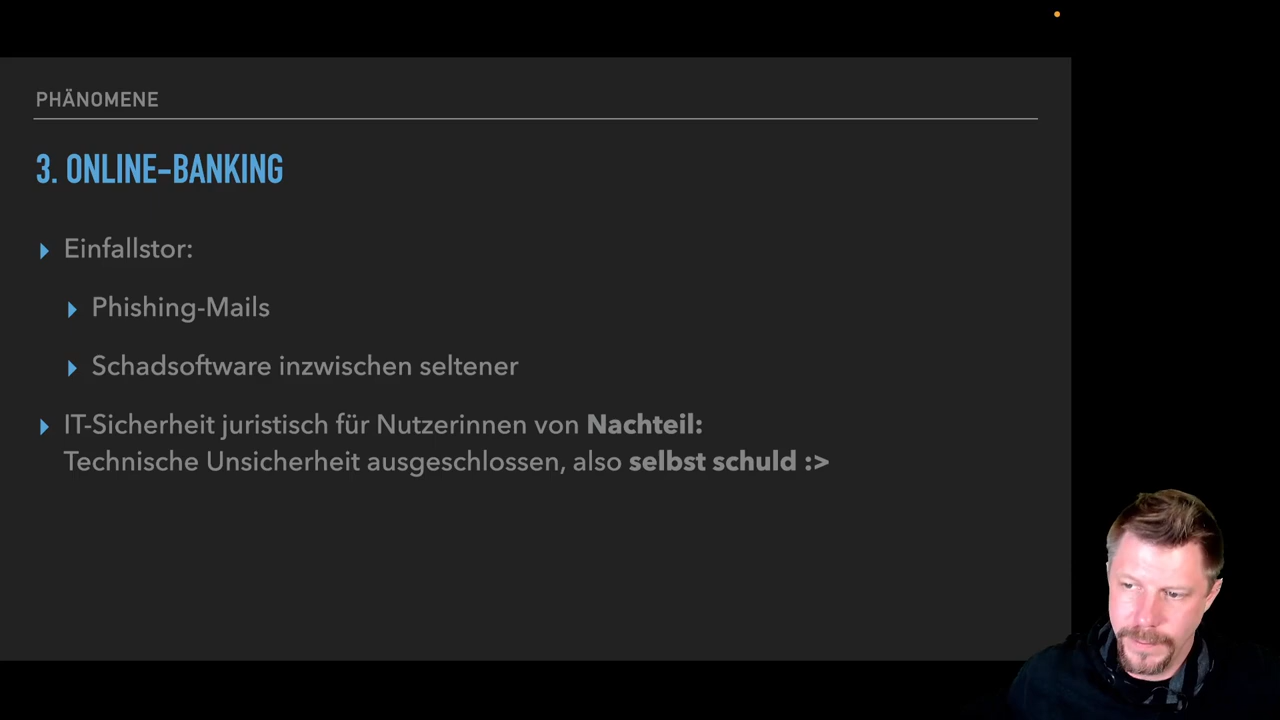 PHÄNOMENE
3. ONLINE-BANKING
Einfallstor:
Phishing-Mails
Schadsoftware inzwischen seltener
IT-Sicherheit juristisch für Nutzerinnen von Nachteil:
Technische Unsicherheit ausgeschlossen, also selbst schuld :>